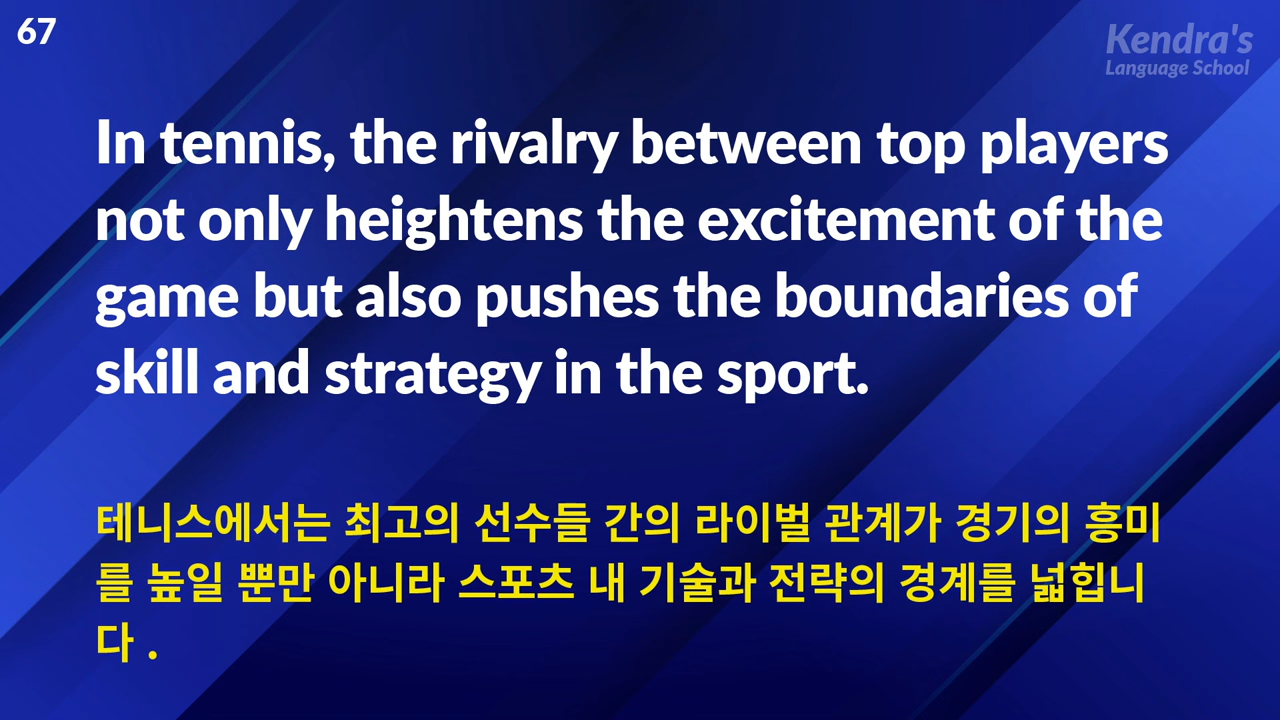 67
Kendra's
Language School
In tennis, the rivalry between top players
not only heightens the excitement of the
game but also pushes the boundaries of
skill and strategy in the sport.
테니스에서는 최고의 선수들 간의 라이벌 관계가 경기의 흥미
를 높일 뿐만 아니라 스포츠 내 기술과 전략의 경계를 넓힙니
다 .